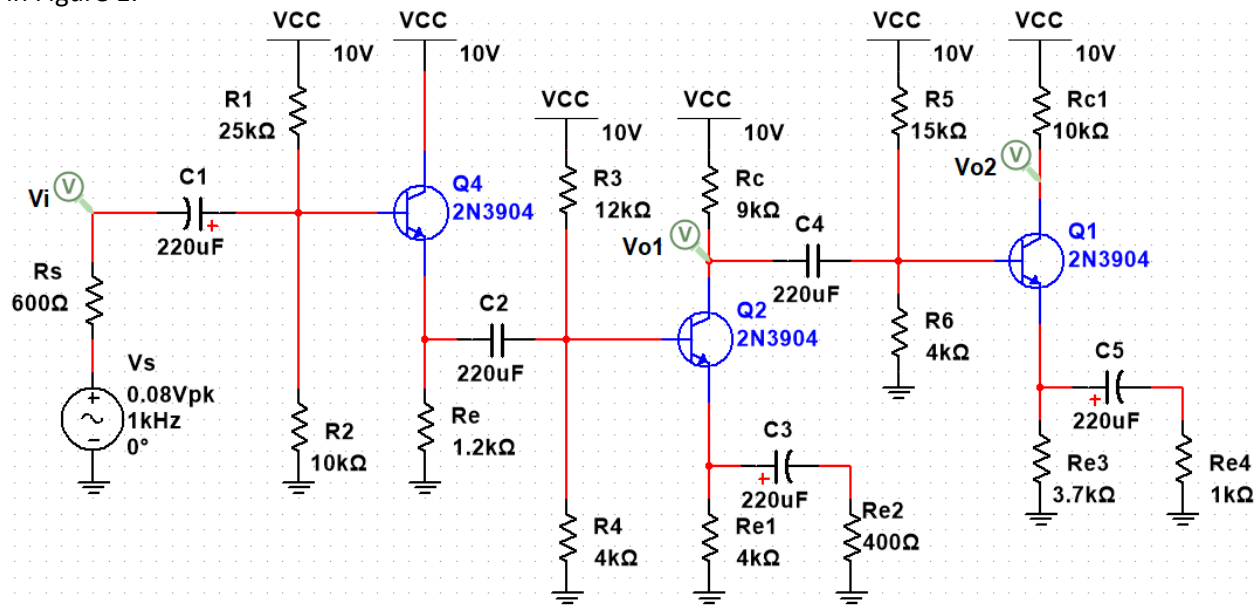 in Figure 2.
VCC
10V
VCC
10V
VCC
10V
VCC
10V
VCC
10V
VCC
10V
R1
25kΩ
R5
15kΩ
Rc1
10kΩ
Vi
V
C1
+
220uF
Q4
2N3904
R3
12kΩ
Rc
9kΩ
Vo2
V
Vo1
V
C4
220uF
Q1
2N3904
Rs
600Ω
C2
220uF
Q2
2N3904
R6
4kΩ
Vs
0.08Vpk
1kHz
0°
R2
10kΩ
Re
1.2kΩ
C5
+
220uF
C3
+
220uF
Re3
3.7kΩ
Re4
1kΩ
R4
4kΩ
Re1
4kΩ
Re2
400Ω